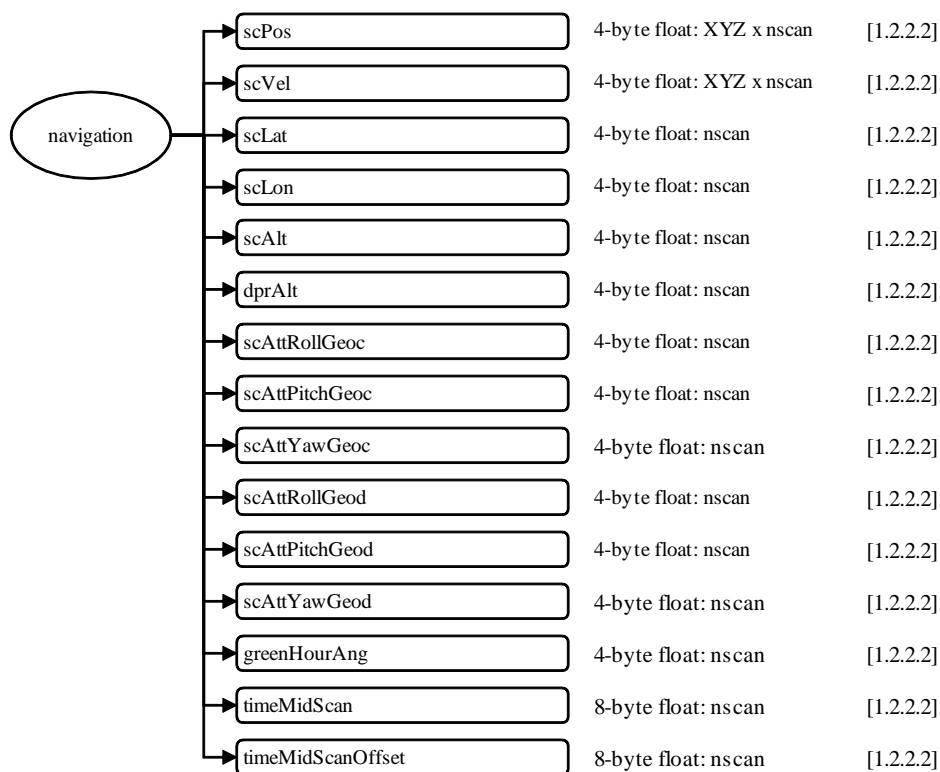 scPos 4-byte float: XYZ x nscan [1.2.2.2]
scVel 4-byte float: XYZ x nscan [1.2.2.2]
navigation scLat 4-byte float: nscan [1.2.2.2]
scLon 4-byte float: nscan [1.2.2.2]
scAlt 4-byte float: nscan [1.2.2.2]
dprAlt 4-byte float: nscan [1.2.2.2]
scAttRollGeoc 4-byte float: nscan [1.2.2.2]
scAttPitchGeoc 4-byte float: nscan [1.2.2.2]
scAttYawGeoc 4-byte float: nscan [1.2.2.2]
scAttRollGeod 4-byte float: nscan [1.2.2.2]
scAttPitchGeod 4-byte float: nscan [1.2.2.2]
scAttYawGeod 4-byte float: nscan [1.2.2.2]
greenHourAng 4-byte float: nscan [1.2.2.2]
timeMidScan 8-byte float: nscan [1.2.2.2]
timeMidScanOffset 8-byte float: nscan [1.2.2.2]